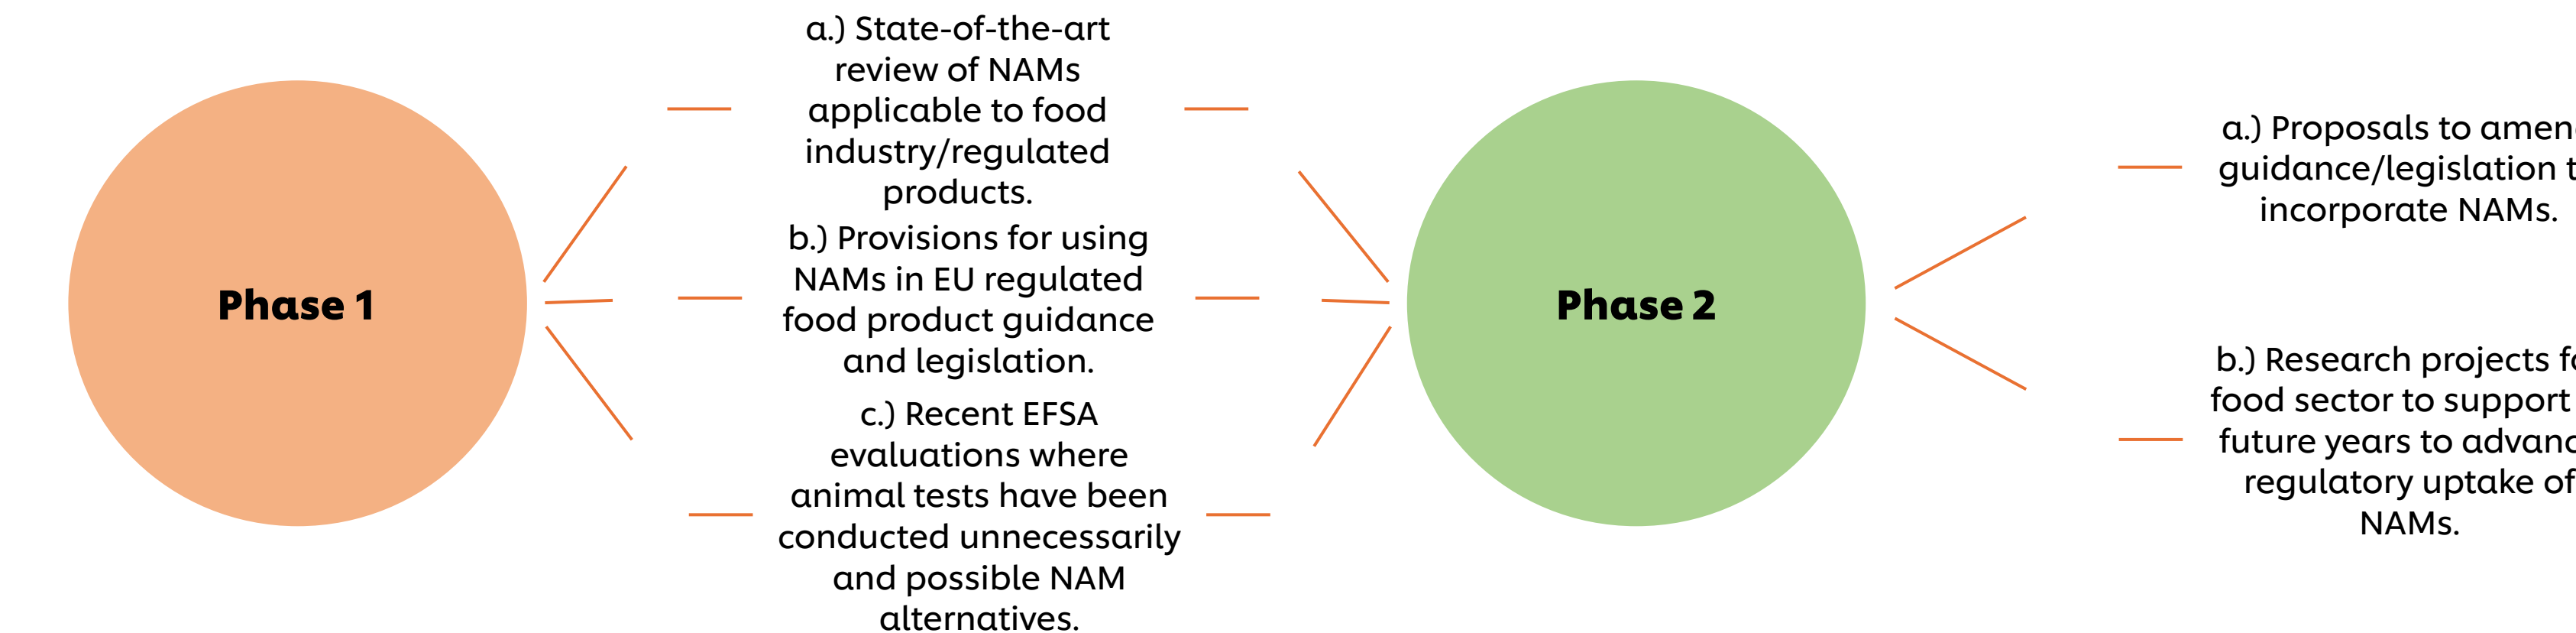 Phase 1
a.) State-of-the-art
review of NAMs
applicable to food
industry/regulated
products.
b.) Provisions for using
NAMs in EU regulated
food product guidance
and legislation.
c.) Recent EFSA
evaluations where
animal tests have been
conducted unnecessarily
and possible NAM
alternatives.
Phase 2
a.) Proposals to
guidance/legislation
incorporate NAMs.
b.) Research projects
food sector to support
future years to
regulatory uptake of
NAMs.